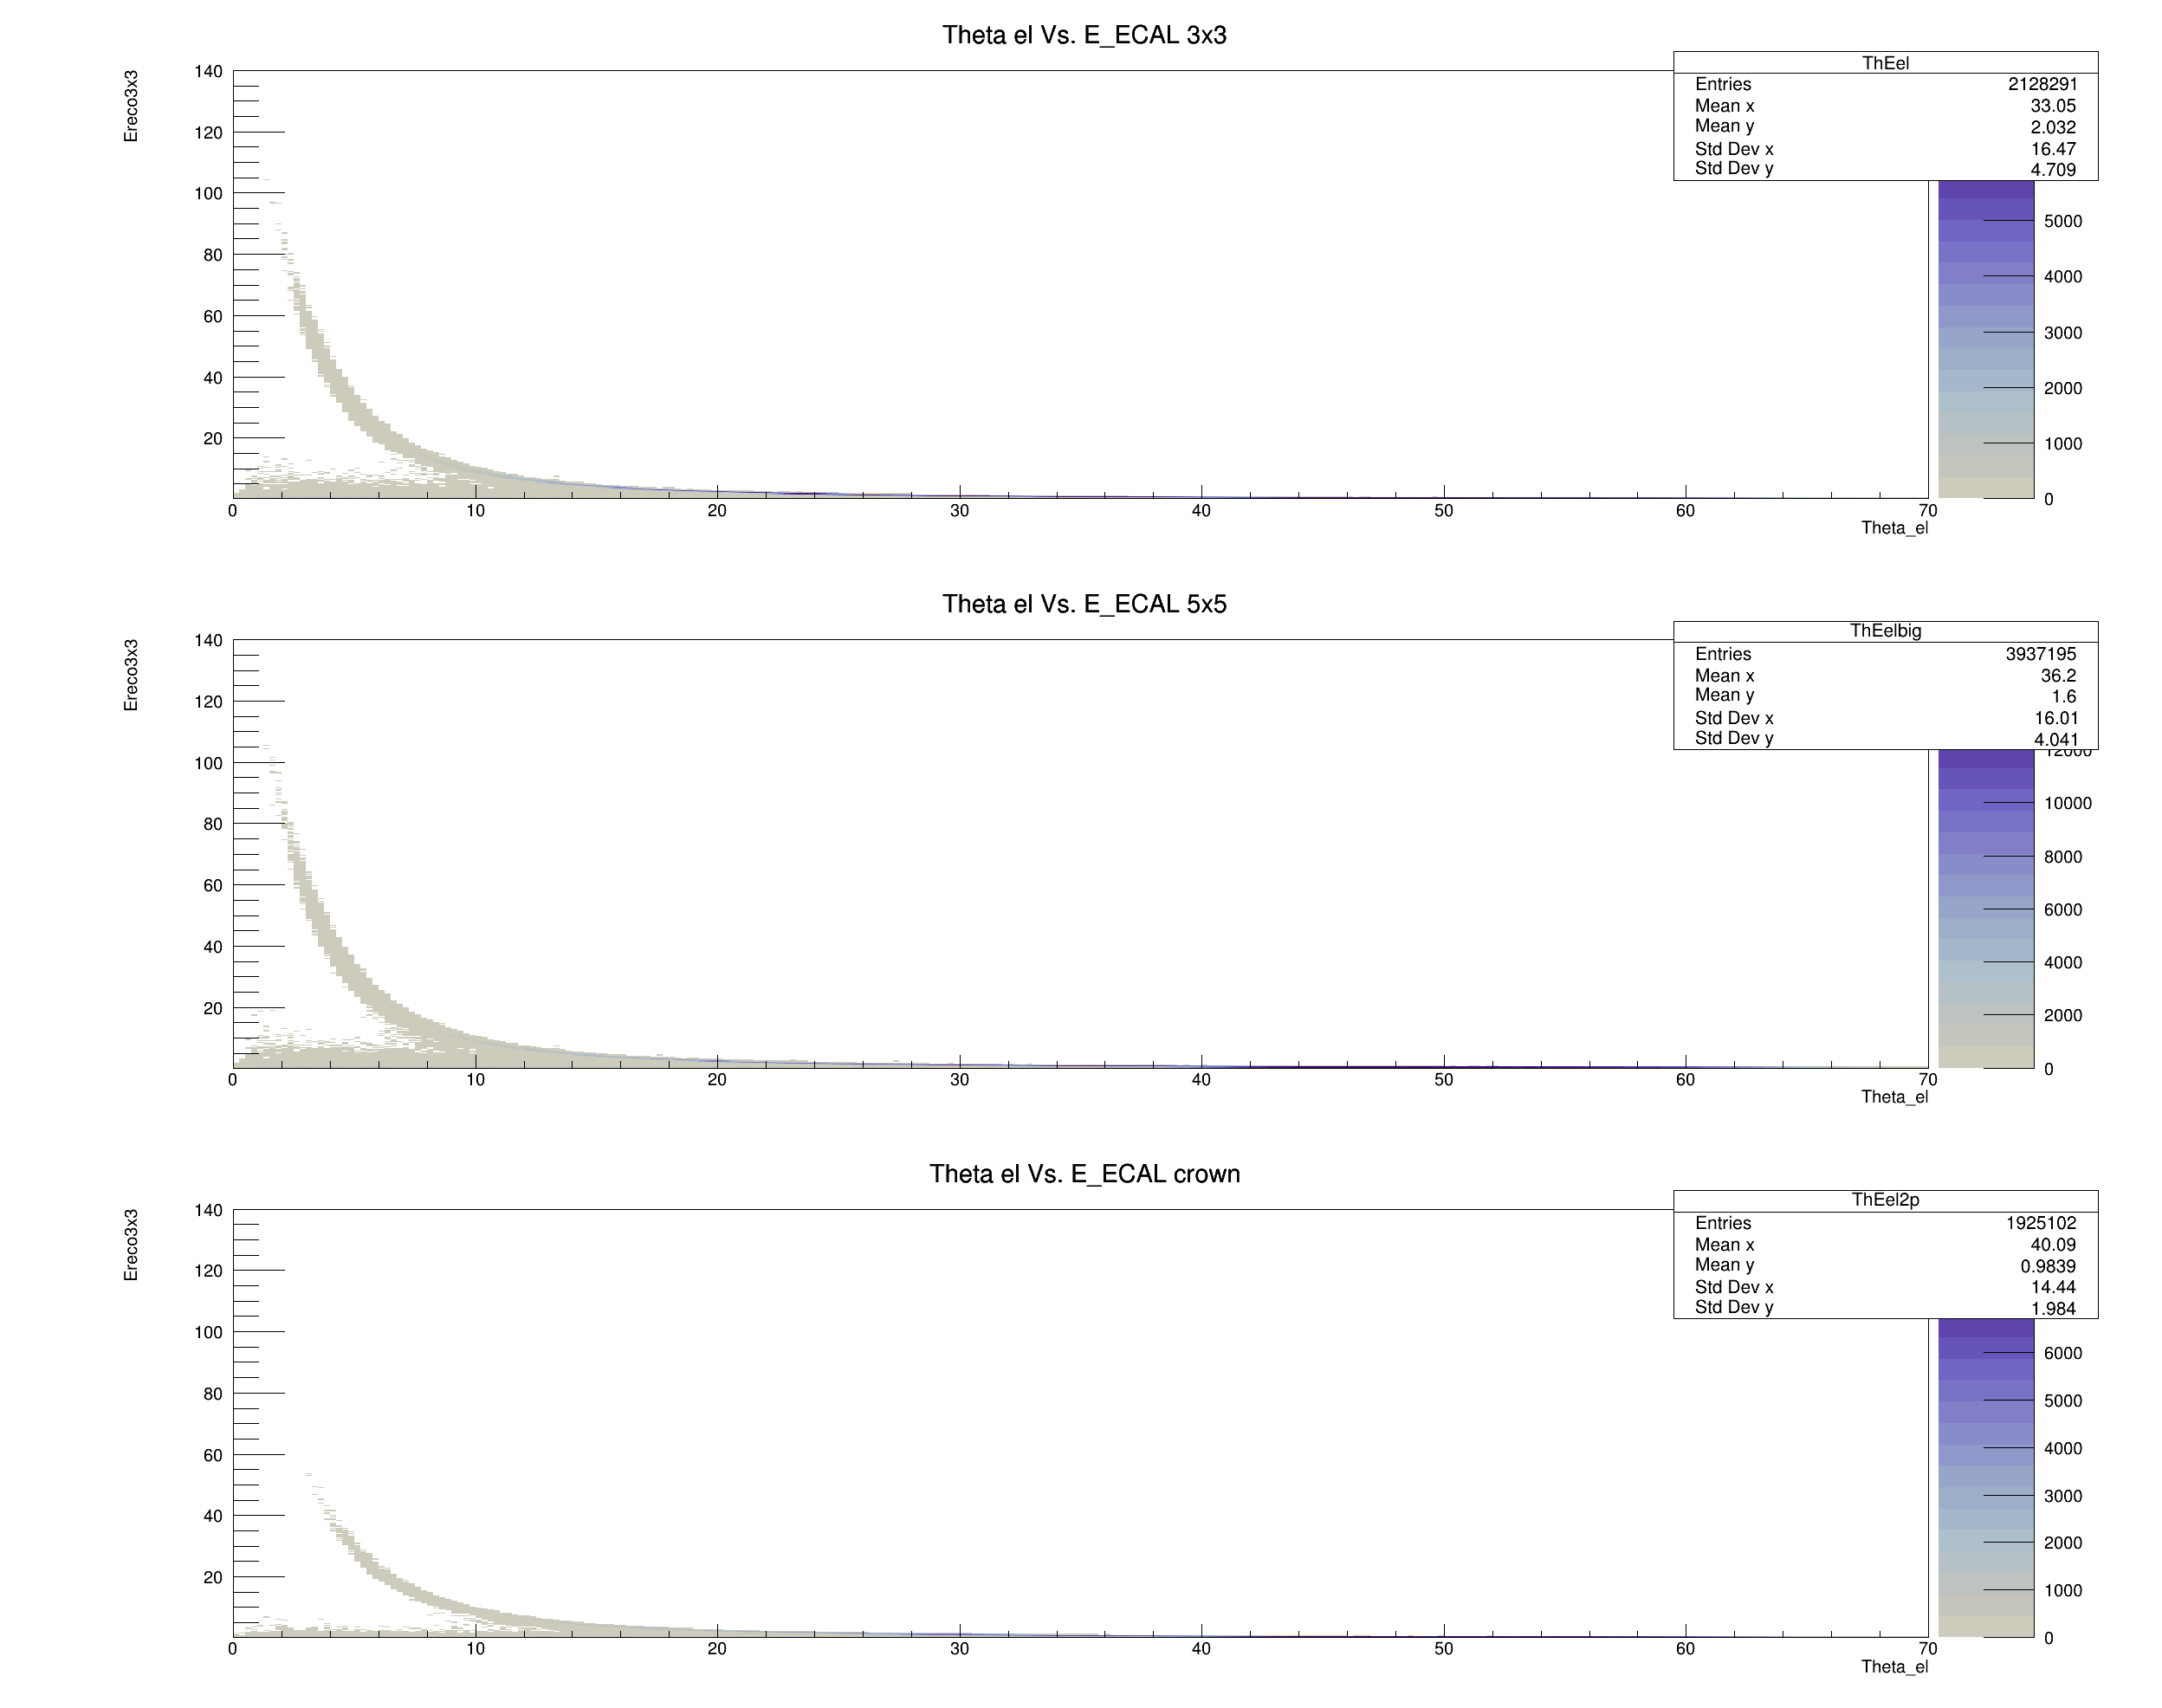 Theta el Vs. E_ECAL 3x3
Ereco3x3
140
120
100
80
60
40
20
0 10 20 30 40 50 60 70
Theta_el
ThEel
Entries 2128291
Mean x 33.05
Mean y 2.032
Std Dev x 16.47
Std Dev y 4.709
5000
4000
3000
2000
1000
0
Theta el Vs. E_ECAL 5x5
Ereco3x3
140
120
100
80
60
40
20
0 10 20 30 40 50 60 70
Theta_el
ThEelbig
Entries 3937195
Mean x 36.2
Mean y 1.6
Std Dev x 16.01
Std Dev y 4.041
12000
10000
8000
6000
4000
2000
0
Theta el Vs. E_ECAL crown
Ereco3x3
140
120
100
80
60
40
20
0 10 20 30 40 50 60 70
Theta_el
ThEel2p
Entries 1925102
Mean x 40.09
Mean y 0.9839
Std Dev x 14.44
Std Dev y 1.984
6000
5000
4000
3000
2000
1000
0